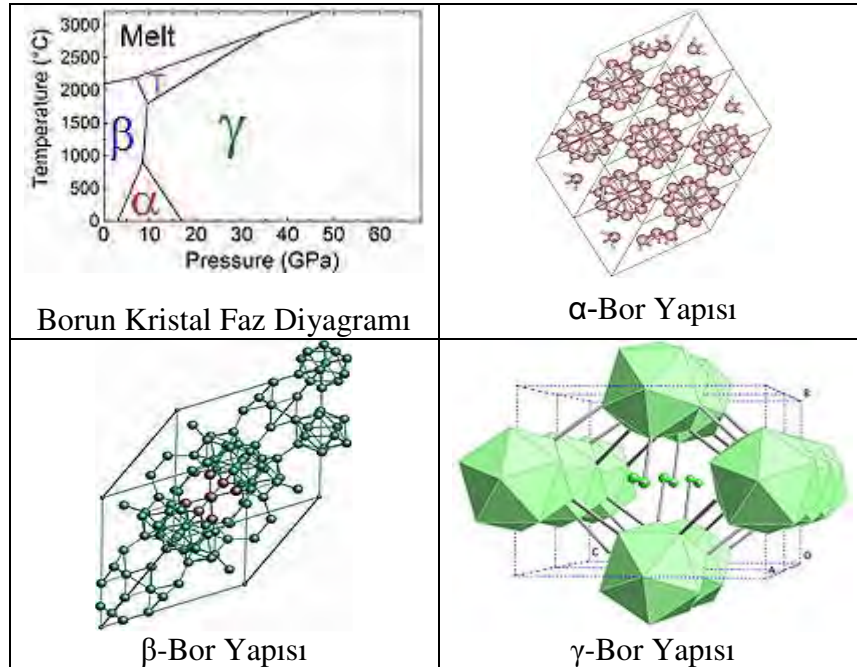 Temperature (°C)
3000
2500
2000
1500
1000
500
0
Melt
T
β
γ
α
0 10 20 30 40 50 60
Pressure (GPa)
Borun Kristal Faz Diyagramı
α-Bor Yapısı
β-Bor Yapısı
B
C
A
O
γ-Bor Yapısı